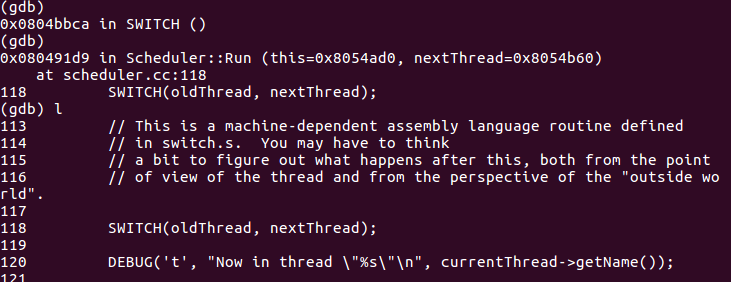 (gdb)
0x0804bbca in SWITCH ()
(gdb)
0x080491d9 in Scheduler::Run (this=0x8054ad0, nextThread=0x8054b60)
    at scheduler.cc:118
118         SWITCH(oldThread, nextThread);
(gdb) l
113         // This is a machine-dependent assembly language routine defined
114         // in switch.s.  You may have to think
115         // a bit to figure out what happens after this, both from the point
116         // of view of the thread and from the perspective of the "outside wo
rld".
117
118         SWITCH(oldThread, nextThread);
119
120         DEBUG('t', "Now in thread \"%s\"\n", currentThread->getName());
121